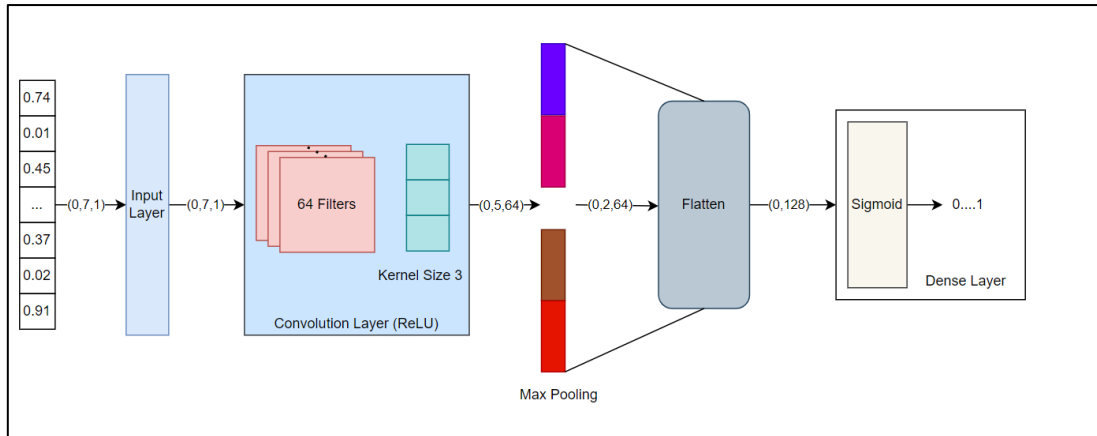 0.74
0.01
0.45
...
0.37
0.02
0.91
(0,7,1)
Input
Layer
(0,7,1)
64 Filters
Kernel Size 3
Convolution Layer (ReLU)
(0,5,64)
Max Pooling
(0,2,64)
Flatten
(0,128)
Sigmoid
0....1
Dense Layer